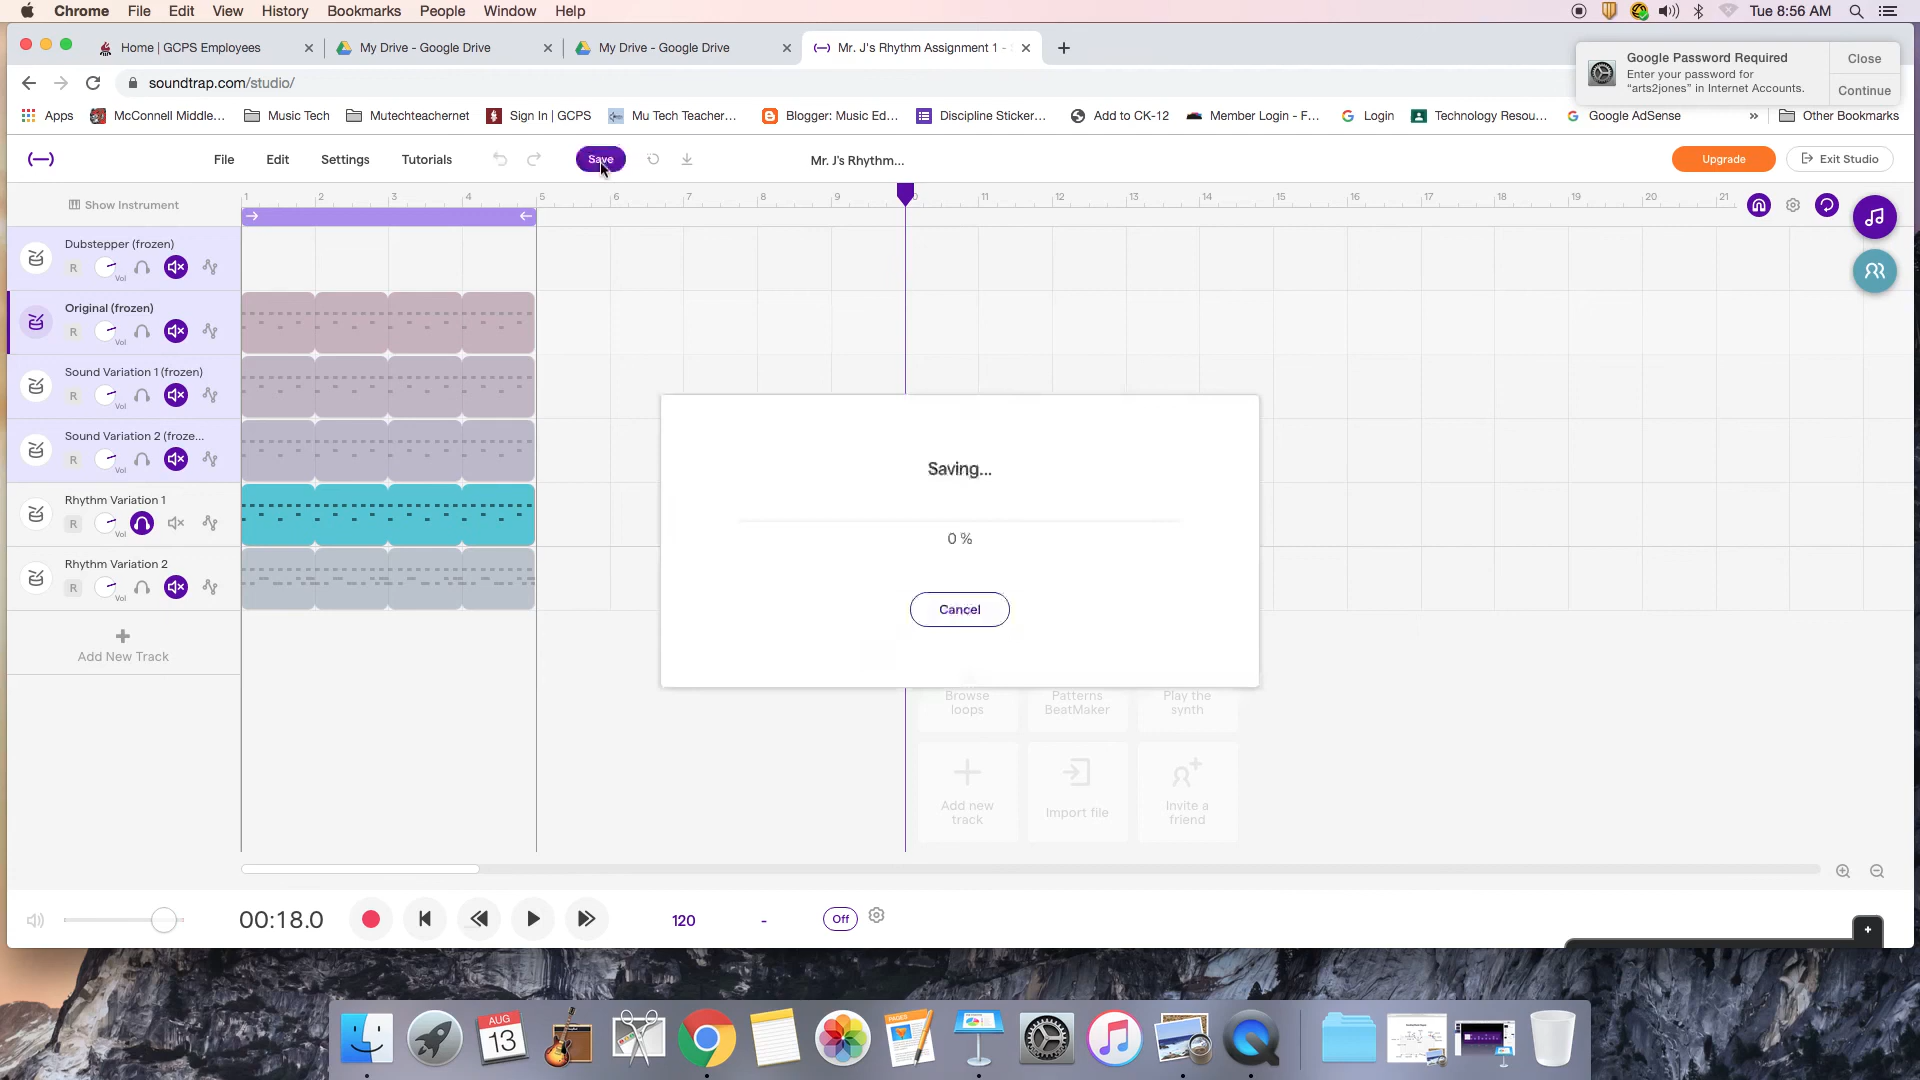 Chrome File Edit View History Bookmarks People Window Help Tue 8:56 AM
Home | GCPS Employees My Drive - Google Drive My Drive - Google Drive Mr. J's Rhythm Assignment 1 -
Google Password Required
Enter your password for
"arts2jones" in Internet Accounts.
Close
Continue
soundtrap.com/studio/
Apps McConnell Middle... Music Tech Mutechteachernet Sign In | GCPS Mu Tech Teacher... Blogger: Music Ed... Discipline Sticker... Add to CK-12 Member Login - F... Login Technology Resou... Google AdSense » Other Bookmarks
File Edit Settings Tutorials Save Mr. J's Rhythm... Upgrade Exit Studio
Show Instrument
1 2 3 4 5 6 7 8 9 0 11 12 13 14 15 16 17 18 19 20 21
Dubstepper (frozen)
R Vol
Original (frozen)
R Vol
Sound Variation 1 (frozen)
R Vol
Sound Variation 2 (froze...
R Vol
Rhythm Variation 1
R Vol
Rhythm Variation 2
R Vol
Add New Track
Saving...
0 %
Cancel
Browse
loops
Patterns
BeatMaker
Play the
synth
Add new
track
Import file
Invite a
friend
00:18.0 120 - Off
AUG
13
PAGES